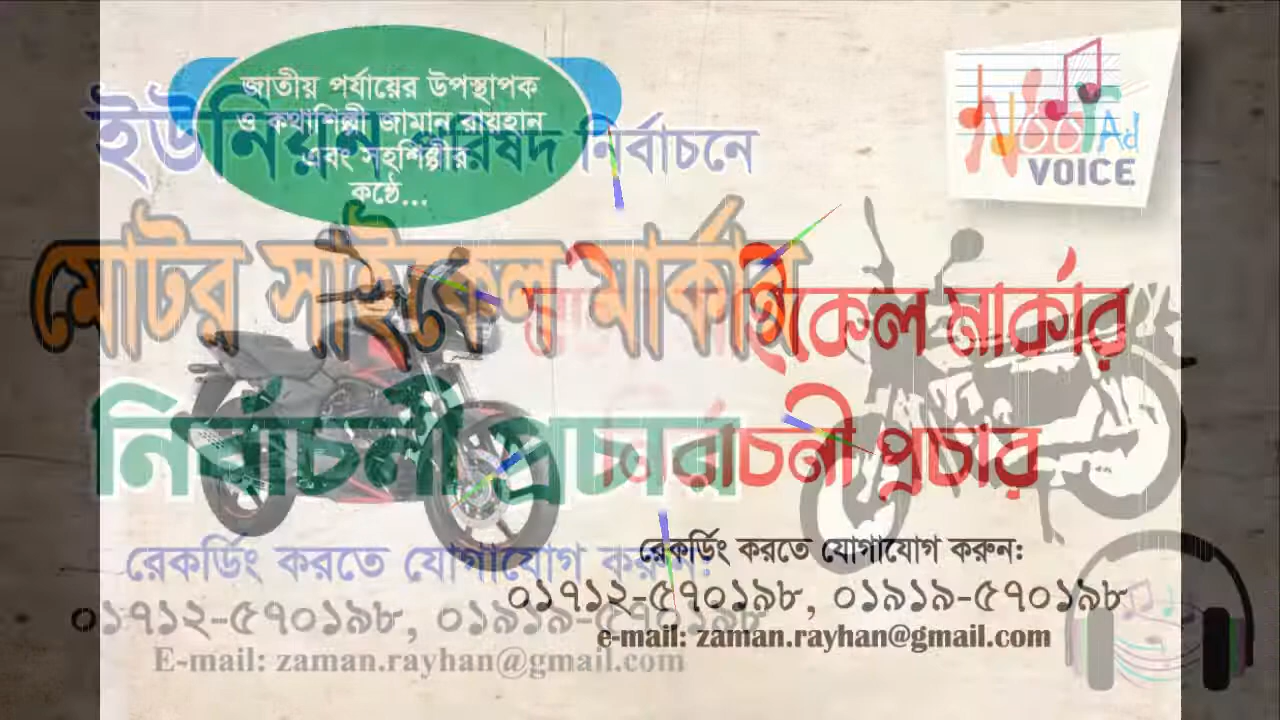 জাতীয় পর্যায়ের উপস্থাপক
ও কথাশিল্পী জামান রায়হান
এবং সহশিল্পীর
কন্ঠে...
Ad
VOICE
ইউনিয়ন পরিষদ নির্বাচনে
মোটর সাইকেল মার্কার
নির্বাচনী প্রচার
রেকর্ডিং করতে যোগাযোগ করুন:
০১৭১২-৫৭০১৯৮, ০১৯১৯-৫৭০১৯৮
E-mail: zaman.rayhan@gmail.com
মার্কার
নির্বাচনী প্রচার
রেকর্ডিং করতে যোগাযোগ করুন:
০১৭১২-৫৭০১৯৮, ০১৯১৯-৫৭০১৯৮
e-mail: zaman.rayhan@gmail.com